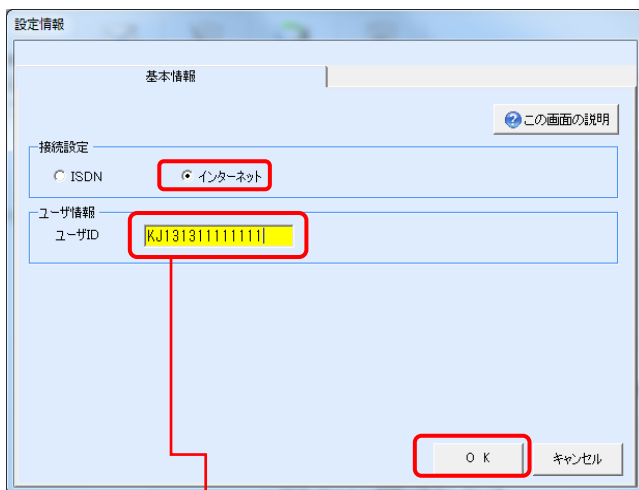 設定情報
基本情報
この画面の説明
接続設定
ISDN
インターネット
ユーザ情報
ユーザID
KJ131311111111
ＯＫ
キャンセル